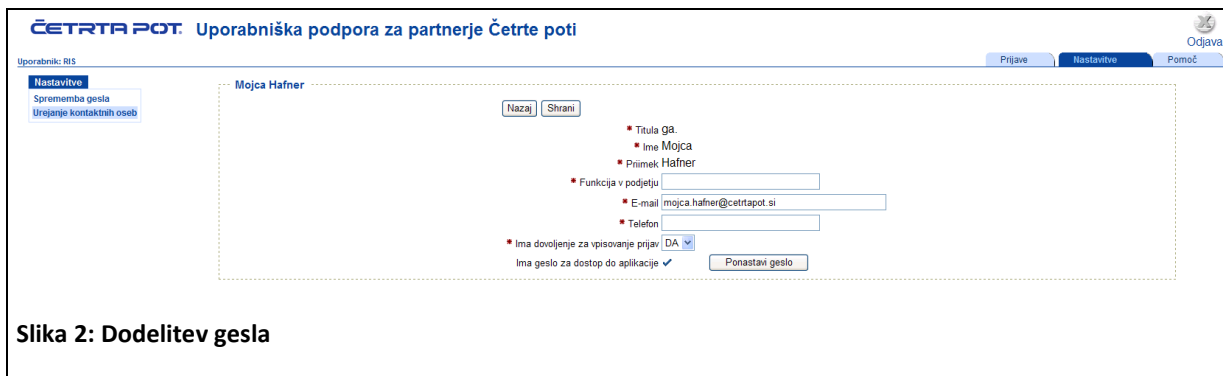 ČETRTA POT. Uporabniška podpora za partnerje Četrte poti
Odjava
Uporabnik: RIS
Prijave Nastavitve Pomoč
Nastavitve
Sprememba gesla
Urejanje kontaktnih oseb
Mojca Hafner
Nazaj Shrani
* Titula ga.
* Ime Mojca
* Priimek Hafner
* Funkcija v podjetju
* E-mail mojca.hafner@cetrtapot.si
* Telefon
* Ima dovoljenje za vpisovanje prijav DA
Ima geslo za dostop do aplikacije ✓ Ponastavi geslo
Slika 2: Dodelitev gesla